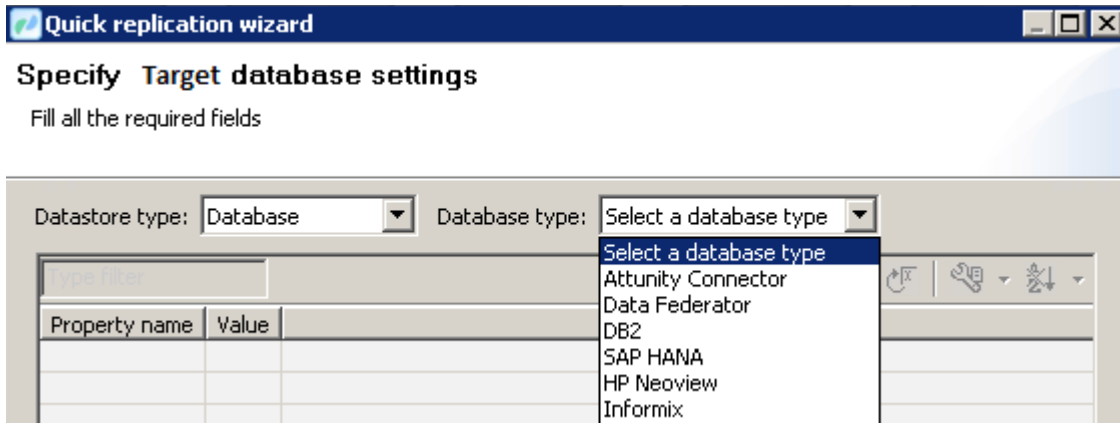 Quick replication wizard
Specify Target database settings
Fill all the required fields
Datastore type: Database Database type: Select a database type
Select a database type
Type filter
Attunity Connector
Data Federator
Property name Value
DB2
SAP HANA
HP Neoview
Informix